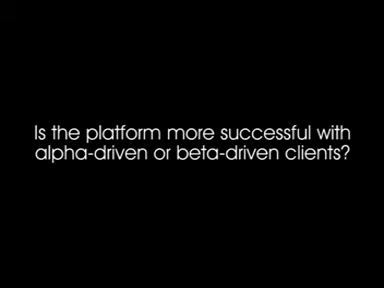 Is the platform more successful with
alpha-driven or beta-driven clients?